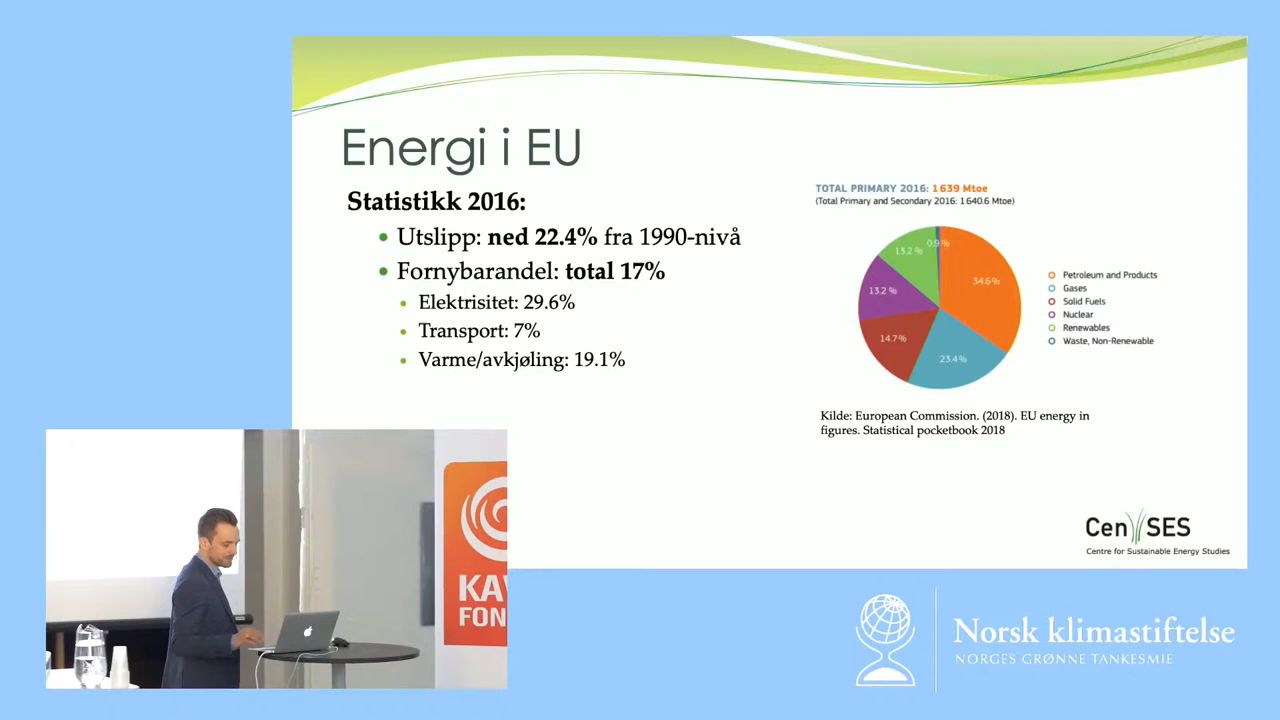 Energi i EU
Statistikk 2016:
Utslipp: ned 22.4% fra 1990-nivå
Fornybarandel: total 17%
Elektrisitet: 29.6%
Transport: 7%
Varme/avkjøling: 19.1%
TOTAL PRIMARY 2016: 1 639 Mtoe
(Total Primary and Secondary 2016: 1 640.6 Mtoe)
0.9 %
13.2 %
34.6 %
13.2 %
14.7 %
23.4 %
Petroleum and Products
Gases
Solid Fuels
Nuclear
Renewables
Waste, Non-Renewable
Kilde: European Commission. (2018). EU energy in
figures. Statistical pocketbook 2018
CenSES
Centre for Sustainable Energy Studies
KAV
FON
Norsk klimastiftelse
NORGES GRØNNE TANKESMIE